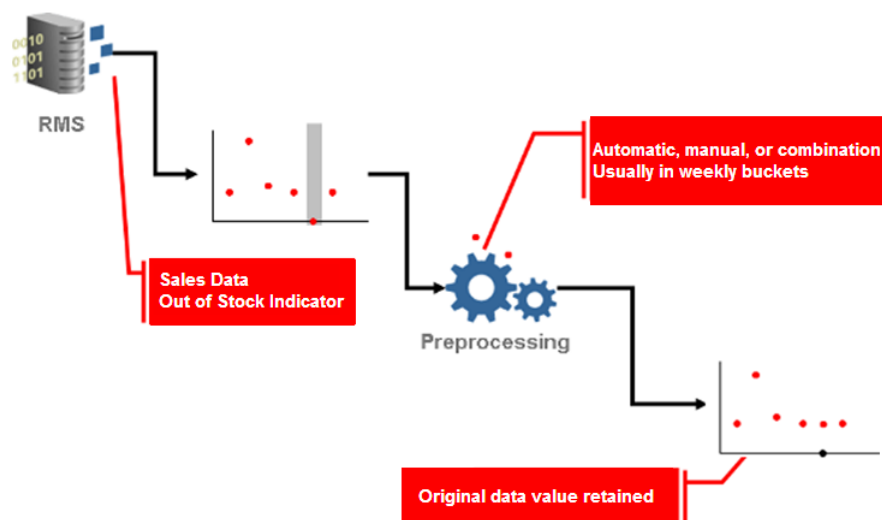 0010
0101
1101
RMS
Automatic, manual, or combination
Usually in weekly buckets
Sales Data
Out of Stock Indicator
Preprocessing
Original data value retained